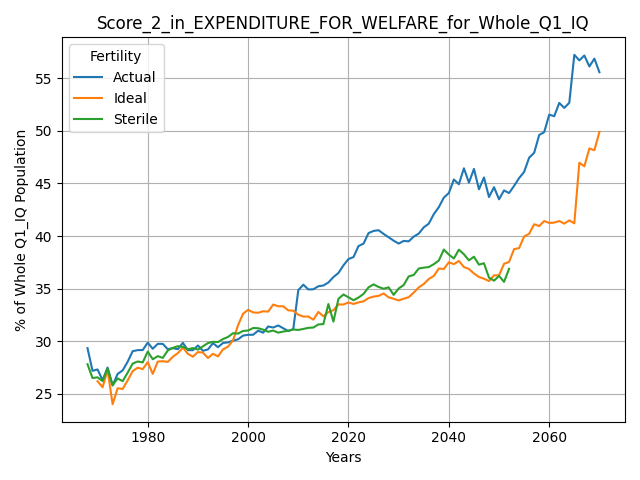 Score_2_in_EXPENDITURE_FOR_WELFARE_for_Whole_Q1_IQ
Fertility
Actual
Ideal
Sterile
% of Whole Q1_IQ Population
55
50
45
40
35
30
25
1980
2000
2020
2040
2060
Years